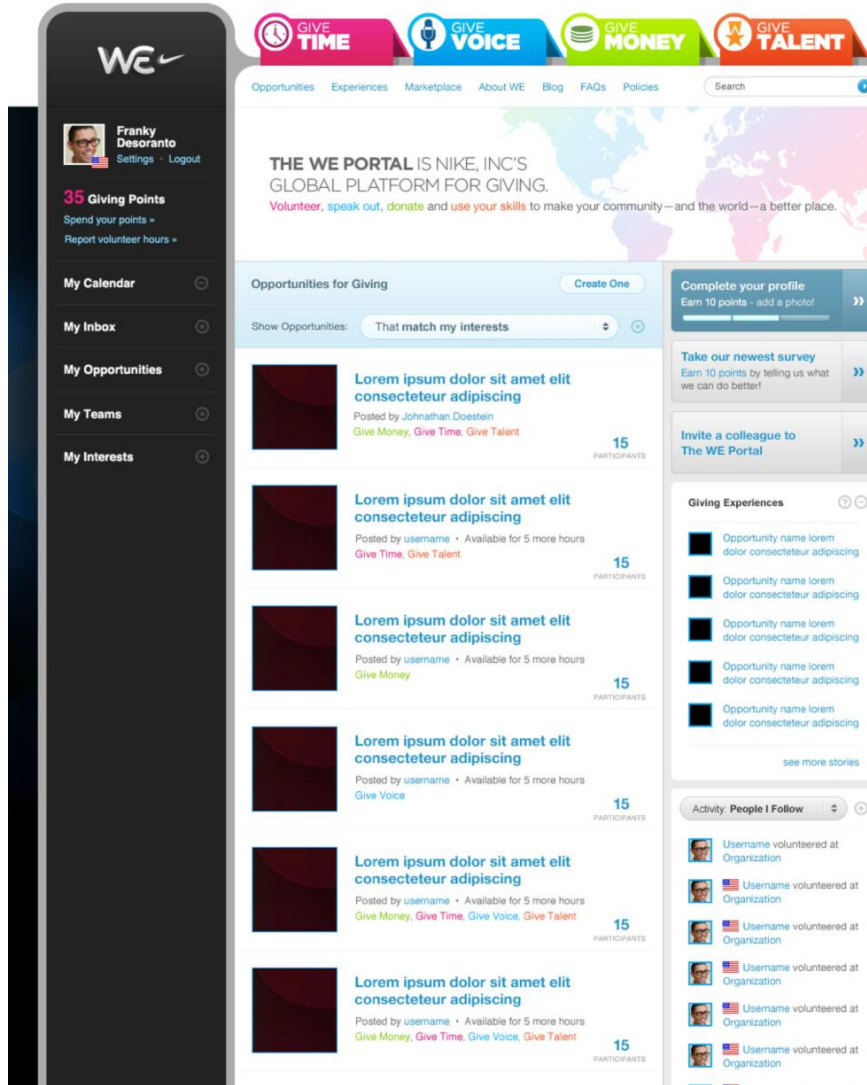 WE
GIVE
TIME
GIVE
VOICE
GIVE
MONEY
GIVE
TALENT
Opportunities Experiences Marketplace About WE Blog FAQs Policies
Search
Franky
Desoranto
Settings · Logout
35 Giving Points
Spend your points »
Report volunteer hours »
My Calendar
My Inbox
My Opportunities
My Teams
My Interests
THE WE PORTAL IS NIKE, INC'S
GLOBAL PLATFORM FOR GIVING.
Volunteer, speak out, donate and use your skills to make your community—and the world—a better place.
Opportunities for Giving
Create One
Show Opportunities: That match my interests
Lorem ipsum dolor sit amet elit
consecteteur adipiscing
Posted by Johnathan.Doestein
Give Money, Give Time, Give Talent
15
PARTICIPANTS
Lorem ipsum dolor sit amet elit
consecteteur adipiscing
Posted by username • Available for 5 more hours
Give Time, Give Talent
15
PARTICIPANTS
Lorem ipsum dolor sit amet elit
consecteteur adipiscing
Posted by username • Available for 5 more hours
Give Money
15
PARTICIPANTS
Lorem ipsum dolor sit amet elit
consecteteur adipiscing
Posted by username • Available for 5 more hours
Give Voice
15
PARTICIPANTS
Lorem ipsum dolor sit amet elit
consecteteur adipiscing
Posted by username • Available for 5 more hours
Give Money, Give Time, Give Voice, Give Talent
15
PARTICIPANTS
Lorem ipsum dolor sit amet elit
consecteteur adipiscing
Posted by username • Available for 5 more hours
Give Money, Give Time, Give Voice, Give Talent
15
PARTICIPANTS
Complete your profile
Earn 10 points - add a photo!
»
Take our newest survey
Earn 10 points by telling us what
we can do better!
»
Invite a colleague to
The WE Portal
»
Giving Experiences
?
Opportunity name lorem
dolor consecteteur adipiscing
Opportunity name lorem
dolor consecteteur adipiscing
Opportunity name lorem
dolor consecteteur adipiscing
Opportunity name lorem
dolor consecteteur adipiscing
Opportunity name lorem
dolor consecteteur adipiscing
see more stories
Activity: People I Follow
Username volunteered at
Organization
Username volunteered at
Organization
Username volunteered at
Organization
Username volunteered at
Organization
Username volunteered at
Organization
Username volunteered at
Organization